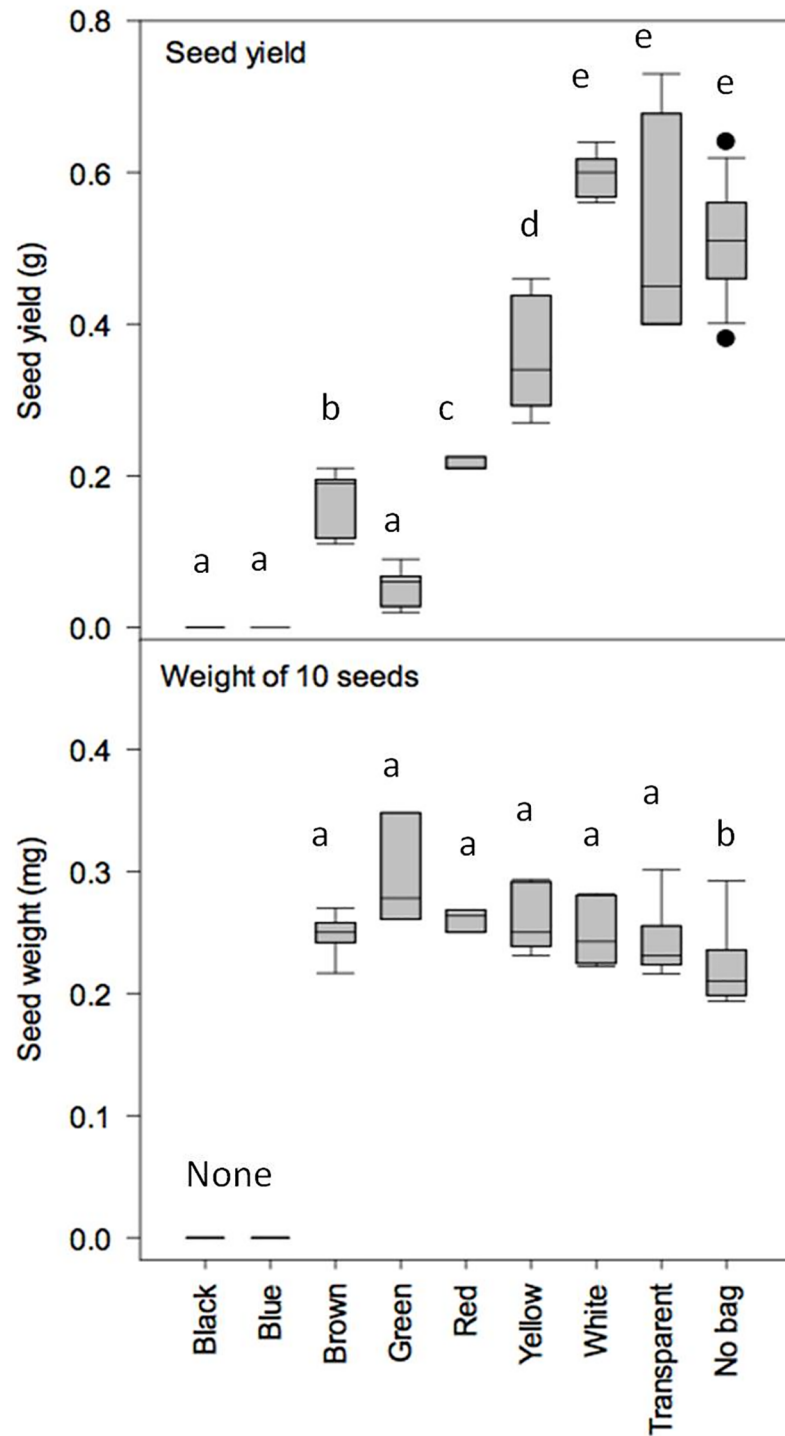 Seed yield
Seed yield (g)
0.8
0.6
0.4
0.2
0.0
a a b a c d e e e
Weight of 10 seeds
Seed weight (mg)
0.4
0.3
0.2
0.1
0.0
None
a a a a a a b
Black
Blue
Brown
Green
Red
Yellow
White
Transparent
No bag